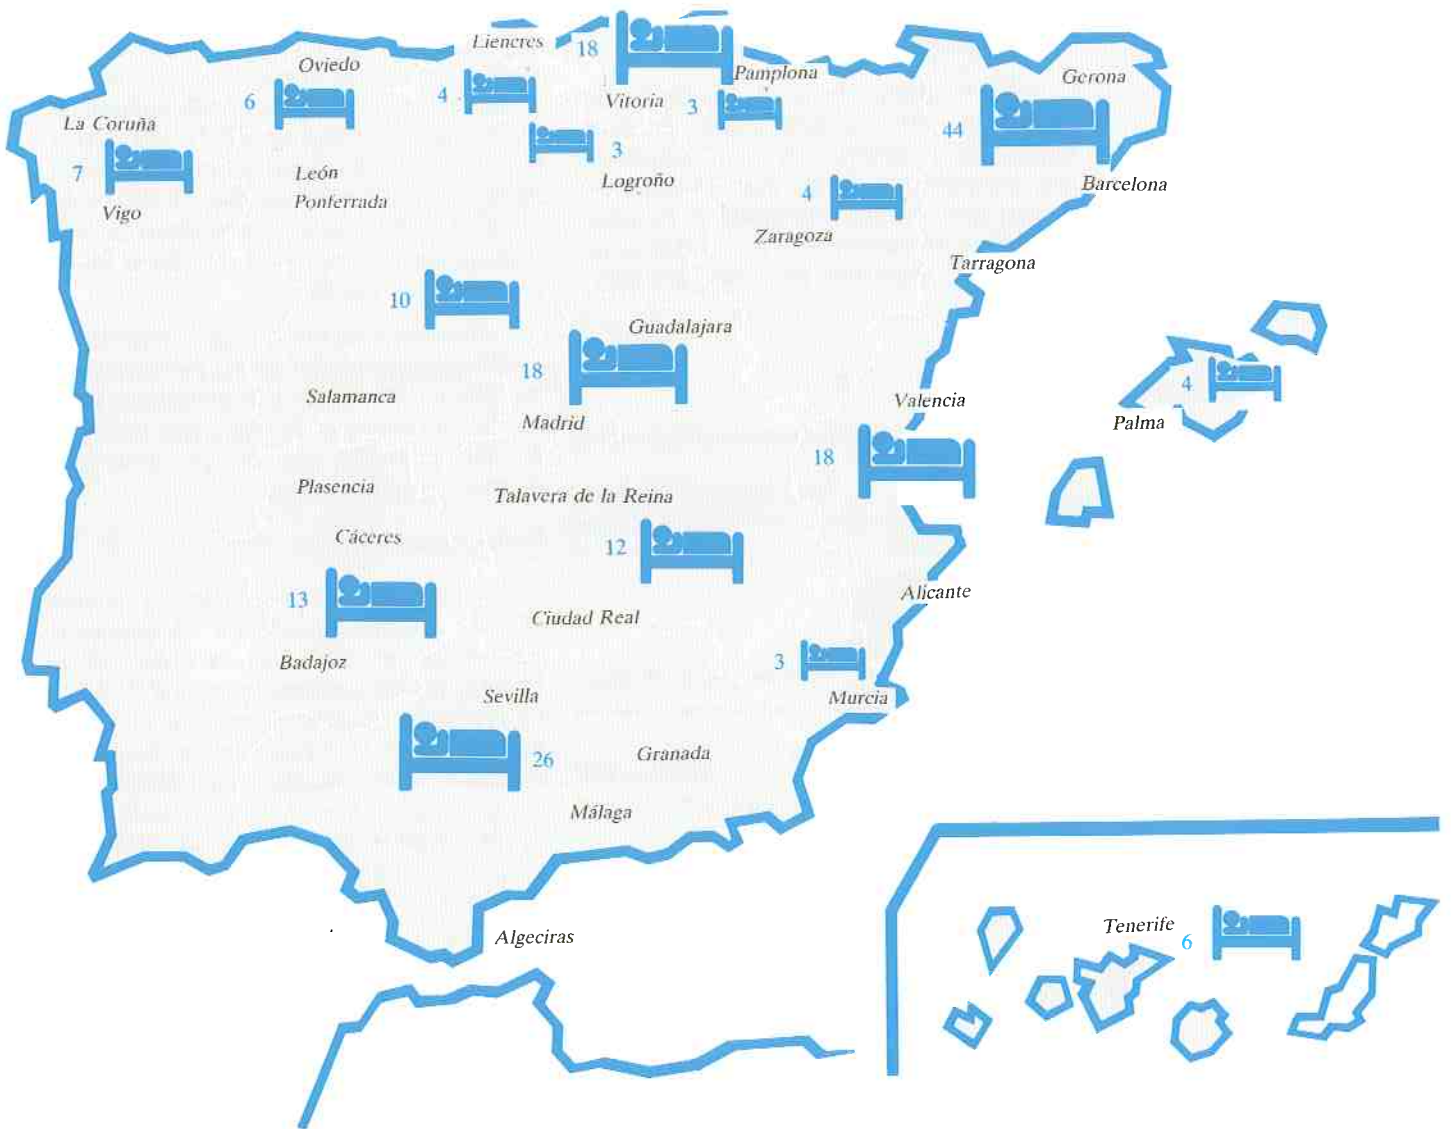 Liencres
18
Oviedo
Pamplona
Gerona
6
4
Vitoria
3
La Coruña
44
3
7
León
Logroño
4
Barcelona
Ponferrada
Vigo
Zaragoza
Tarragona
10
Guadalajara
18
4
Salamanca
Valencia
Madrid
Palma
18
Plasencia
Talavera de la Reina
Cáceres
12
Alicante
13
Ciudad Real
Badajoz
3
Sevilla
Murcia
26
Granada
Málaga
Tenerife
6
Algeciras